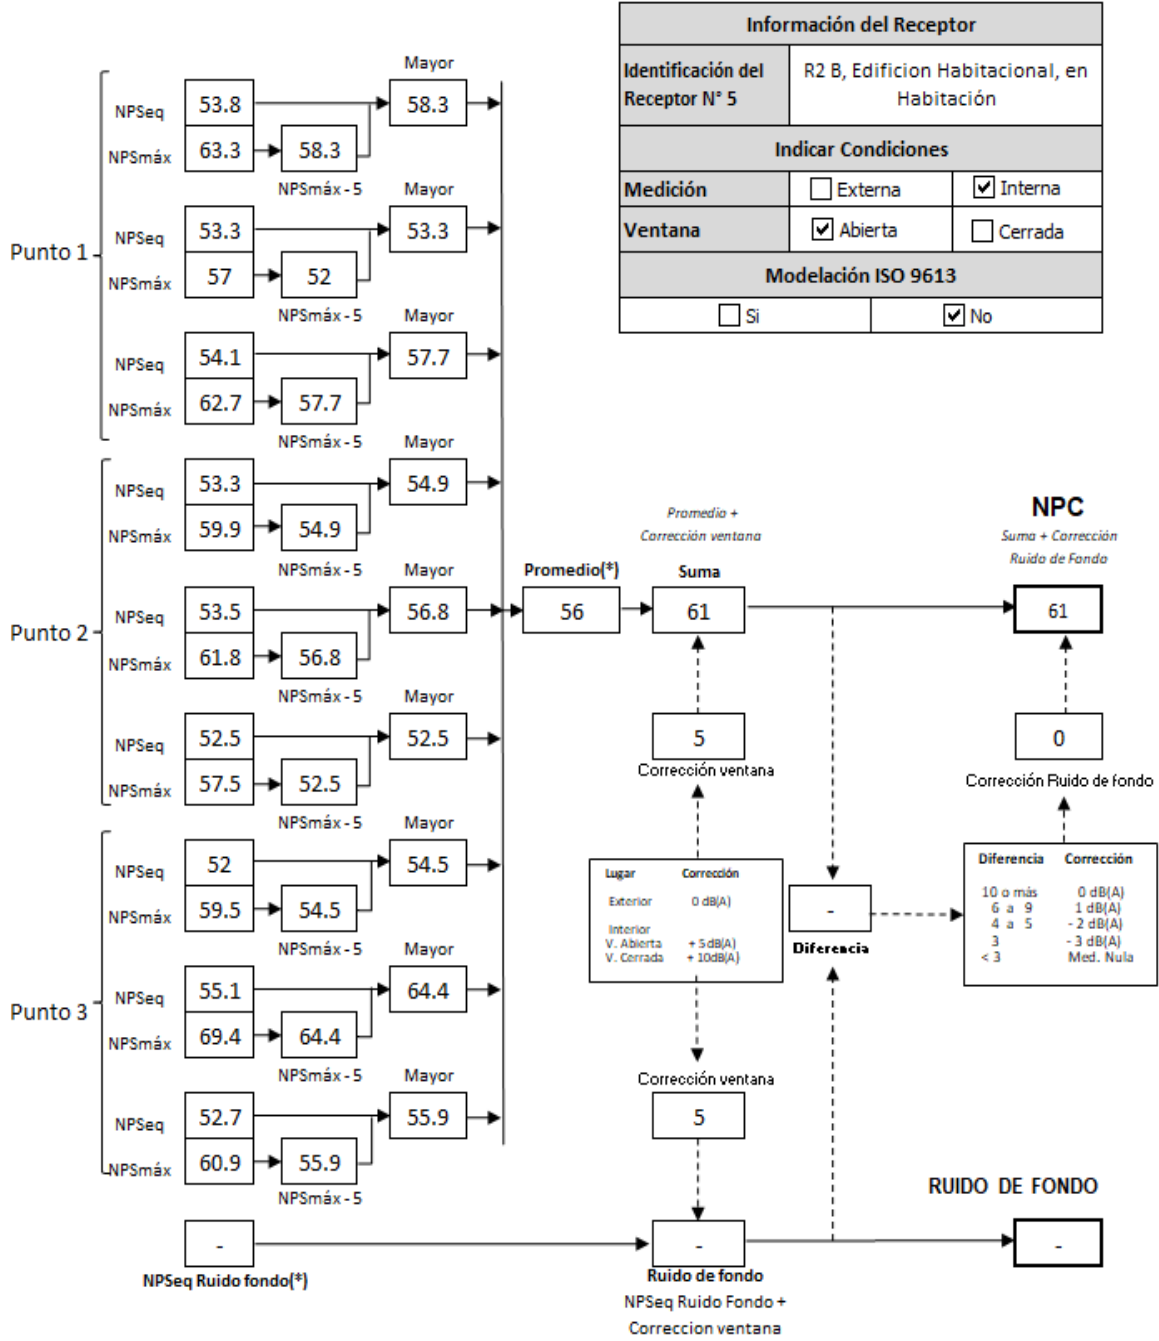 Información del Receptor
Identificación del Receptor N° 5
R2 B, Edificion Habitacional, en Habitación
Indicar Condiciones
Medición
Externa
Interna
Ventana
Abierta
Cerrada
Modelación ISO 9613
Si
No
Punto 1
Mayor
NPSeq
53.8
58.3
NPSmáx
63.3
58.3
NPSmáx - 5
Mayor
NPSeq
53.3
53.3
NPSmáx
57
52
NPSmáx - 5
Mayor
NPSeq
54.1
57.7
NPSmáx
62.7
57.7
NPSmáx - 5
Punto 2
Mayor
NPSeq
53.3
54.9
NPSmáx
59.9
54.9
NPSmáx - 5
Mayor
NPSeq
53.5
56.8
NPSmáx
61.8
56.8
NPSmáx - 5
Mayor
NPSeq
52.5
52.5
NPSmáx
57.5
52.5
NPSmáx - 5
Punto 3
Mayor
NPSeq
52
54.5
NPSmáx
59.5
54.5
NPSmáx - 5
Mayor
NPSeq
55.1
64.4
NPSmáx
69.4
64.4
NPSmáx - 5
Mayor
NPSeq
52.7
55.9
NPSmáx
60.9
55.9
NPSmáx - 5
-
NPSeq Ruido fondo(*)
Promedio(*)
56
Promedio +
Corrección ventana
Suma
61
5
Corrección ventana
Lugar Corrección
Exterior 0 dB(A)
Interior
V. Abierta + 5 dB(A)
V. Cerrada + 10dB(A)
Corrección ventana
5
-
Ruido de fondo
NPSeq Ruido Fondo +
Correccion ventana
-
Diferencia
NPC
Suma + Corrección
Ruido de Fondo
61
0
Corrección Ruido de fondo
Diferencia Corrección
10 o más 0 dB(A)
6 a 9 1 dB(A)
4 a 5 - 2 dB(A)
3 - 3 dB(A)
< 3 Med. Nula
RUIDO DE FONDO
-